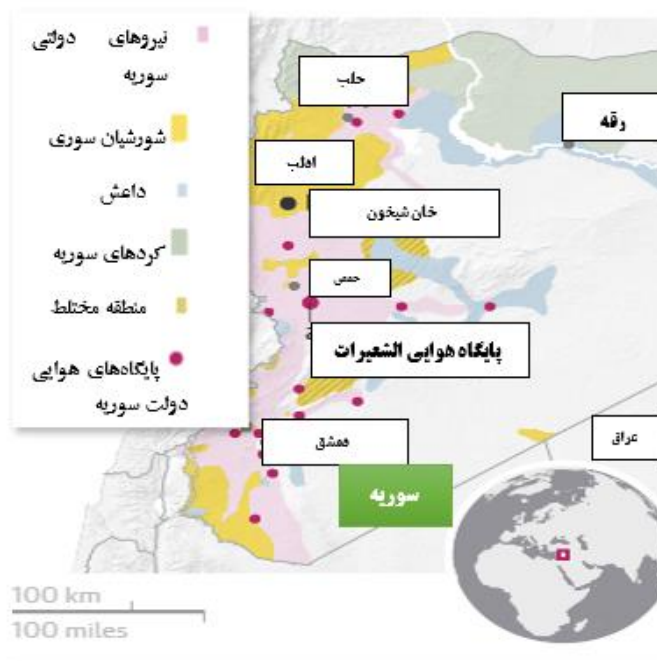 نیروهای دولتی
سوریه
شورشیان سوری
داعش
کردهای سوریه
منطقه مختلط
پایگاه‌های هوایی
دولت سوریه
حلب
رقه
ادلب
خان شیخون
حمص
پایگاه هوایی الشعیرات
دمشق
عراق
سوریه
100 km
100 miles